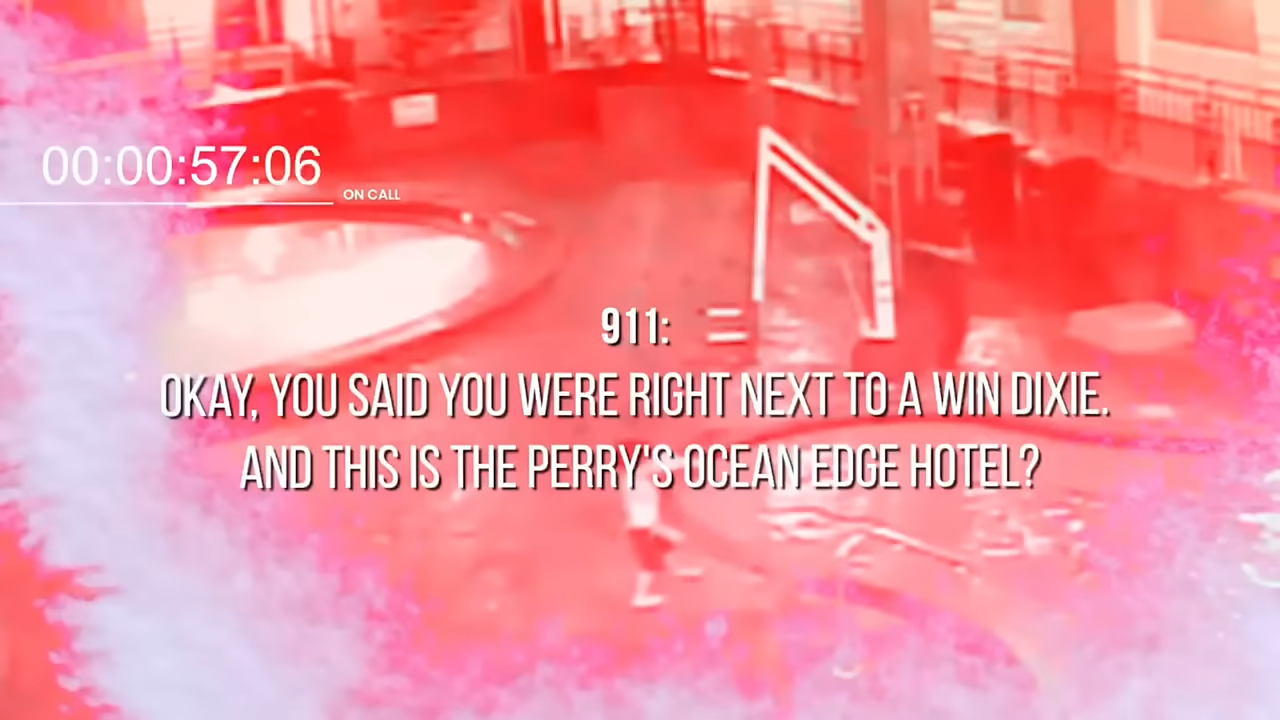 00:00:57:06
ON CALL
911:
OKAY, YOU SAID YOU WERE RIGHT NEXT TO A WIN DIXIE.
AND THIS IS THE PERRY'S OCEAN EDGE HOTEL?